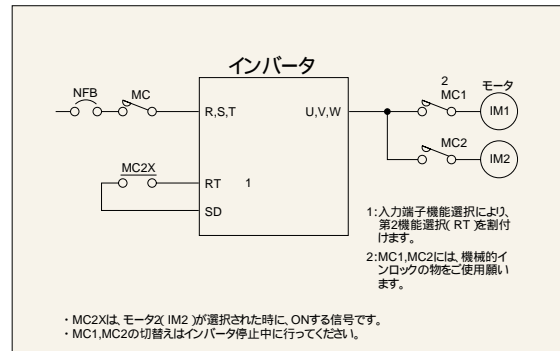 インバータ
NFB
MC
R,S,T
U,V,W
2
MC1
モータ
IM1
MC2
IM2
MC2X
RT
1
SD
1:入力端子機能選択により、
第2機能選択( RT )を割付
けます。
2:MC1,MC2には、機械的イ
ンロックの物をご使用願い
ます。
・MC2Xは、モータ2( IM2 )が選択された時に、ONする信号です。
・MC1,MC2の切替えはインバータ停止中に行ってください。